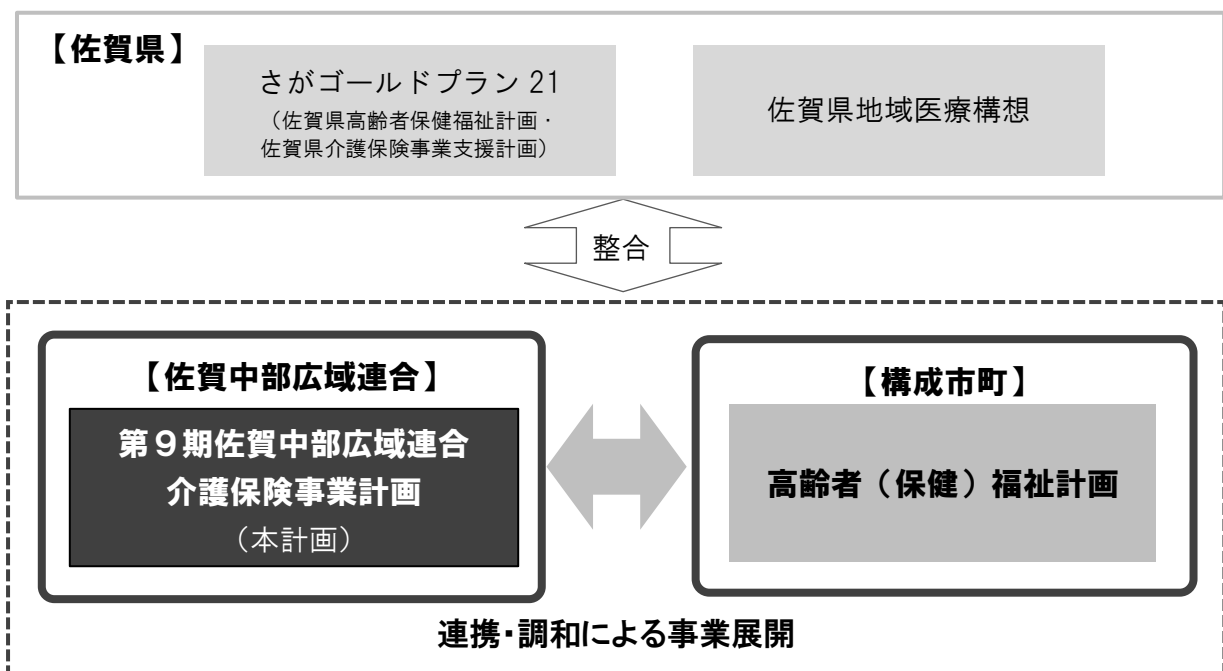 【佐賀県】
さがゴールドプラン 21
（佐賀県高齢者保健福祉計画・
佐賀県介護保険事業支援計画）
佐賀県地域医療構想
整合
【佐賀中部広域連合】
第９期佐賀中部広域連合
介護保険事業計画
（本計画）
【構成市町】
高齢者（保健）福祉計画
連携・調和による事業展開